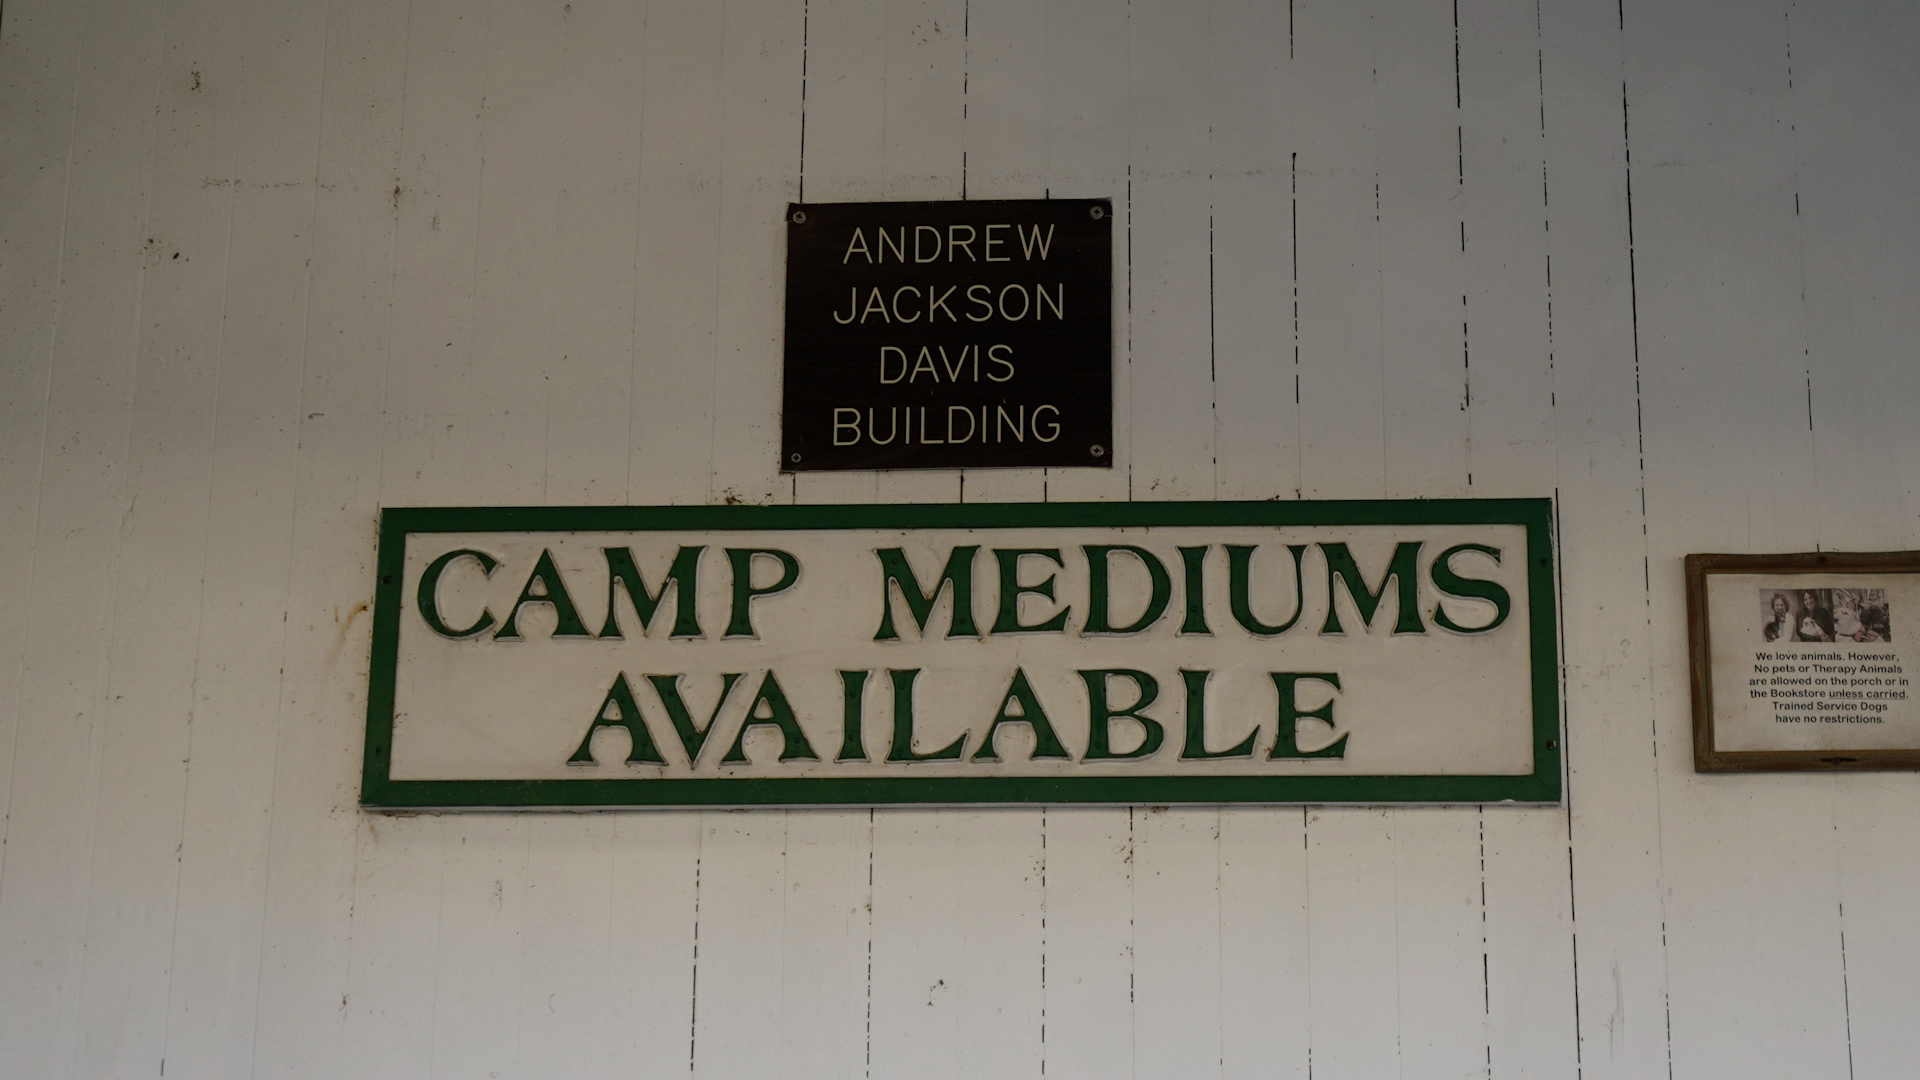 ANDREW
JACKSON
DAVIS
BUILDING
CAMP MEDIUMS
AVAILABLE
We love animals. However,
No pets or Therapy Animals
are allowed on the porch or in
the Bookstore unless carried.
Trained Service Dogs
have no restrictions.